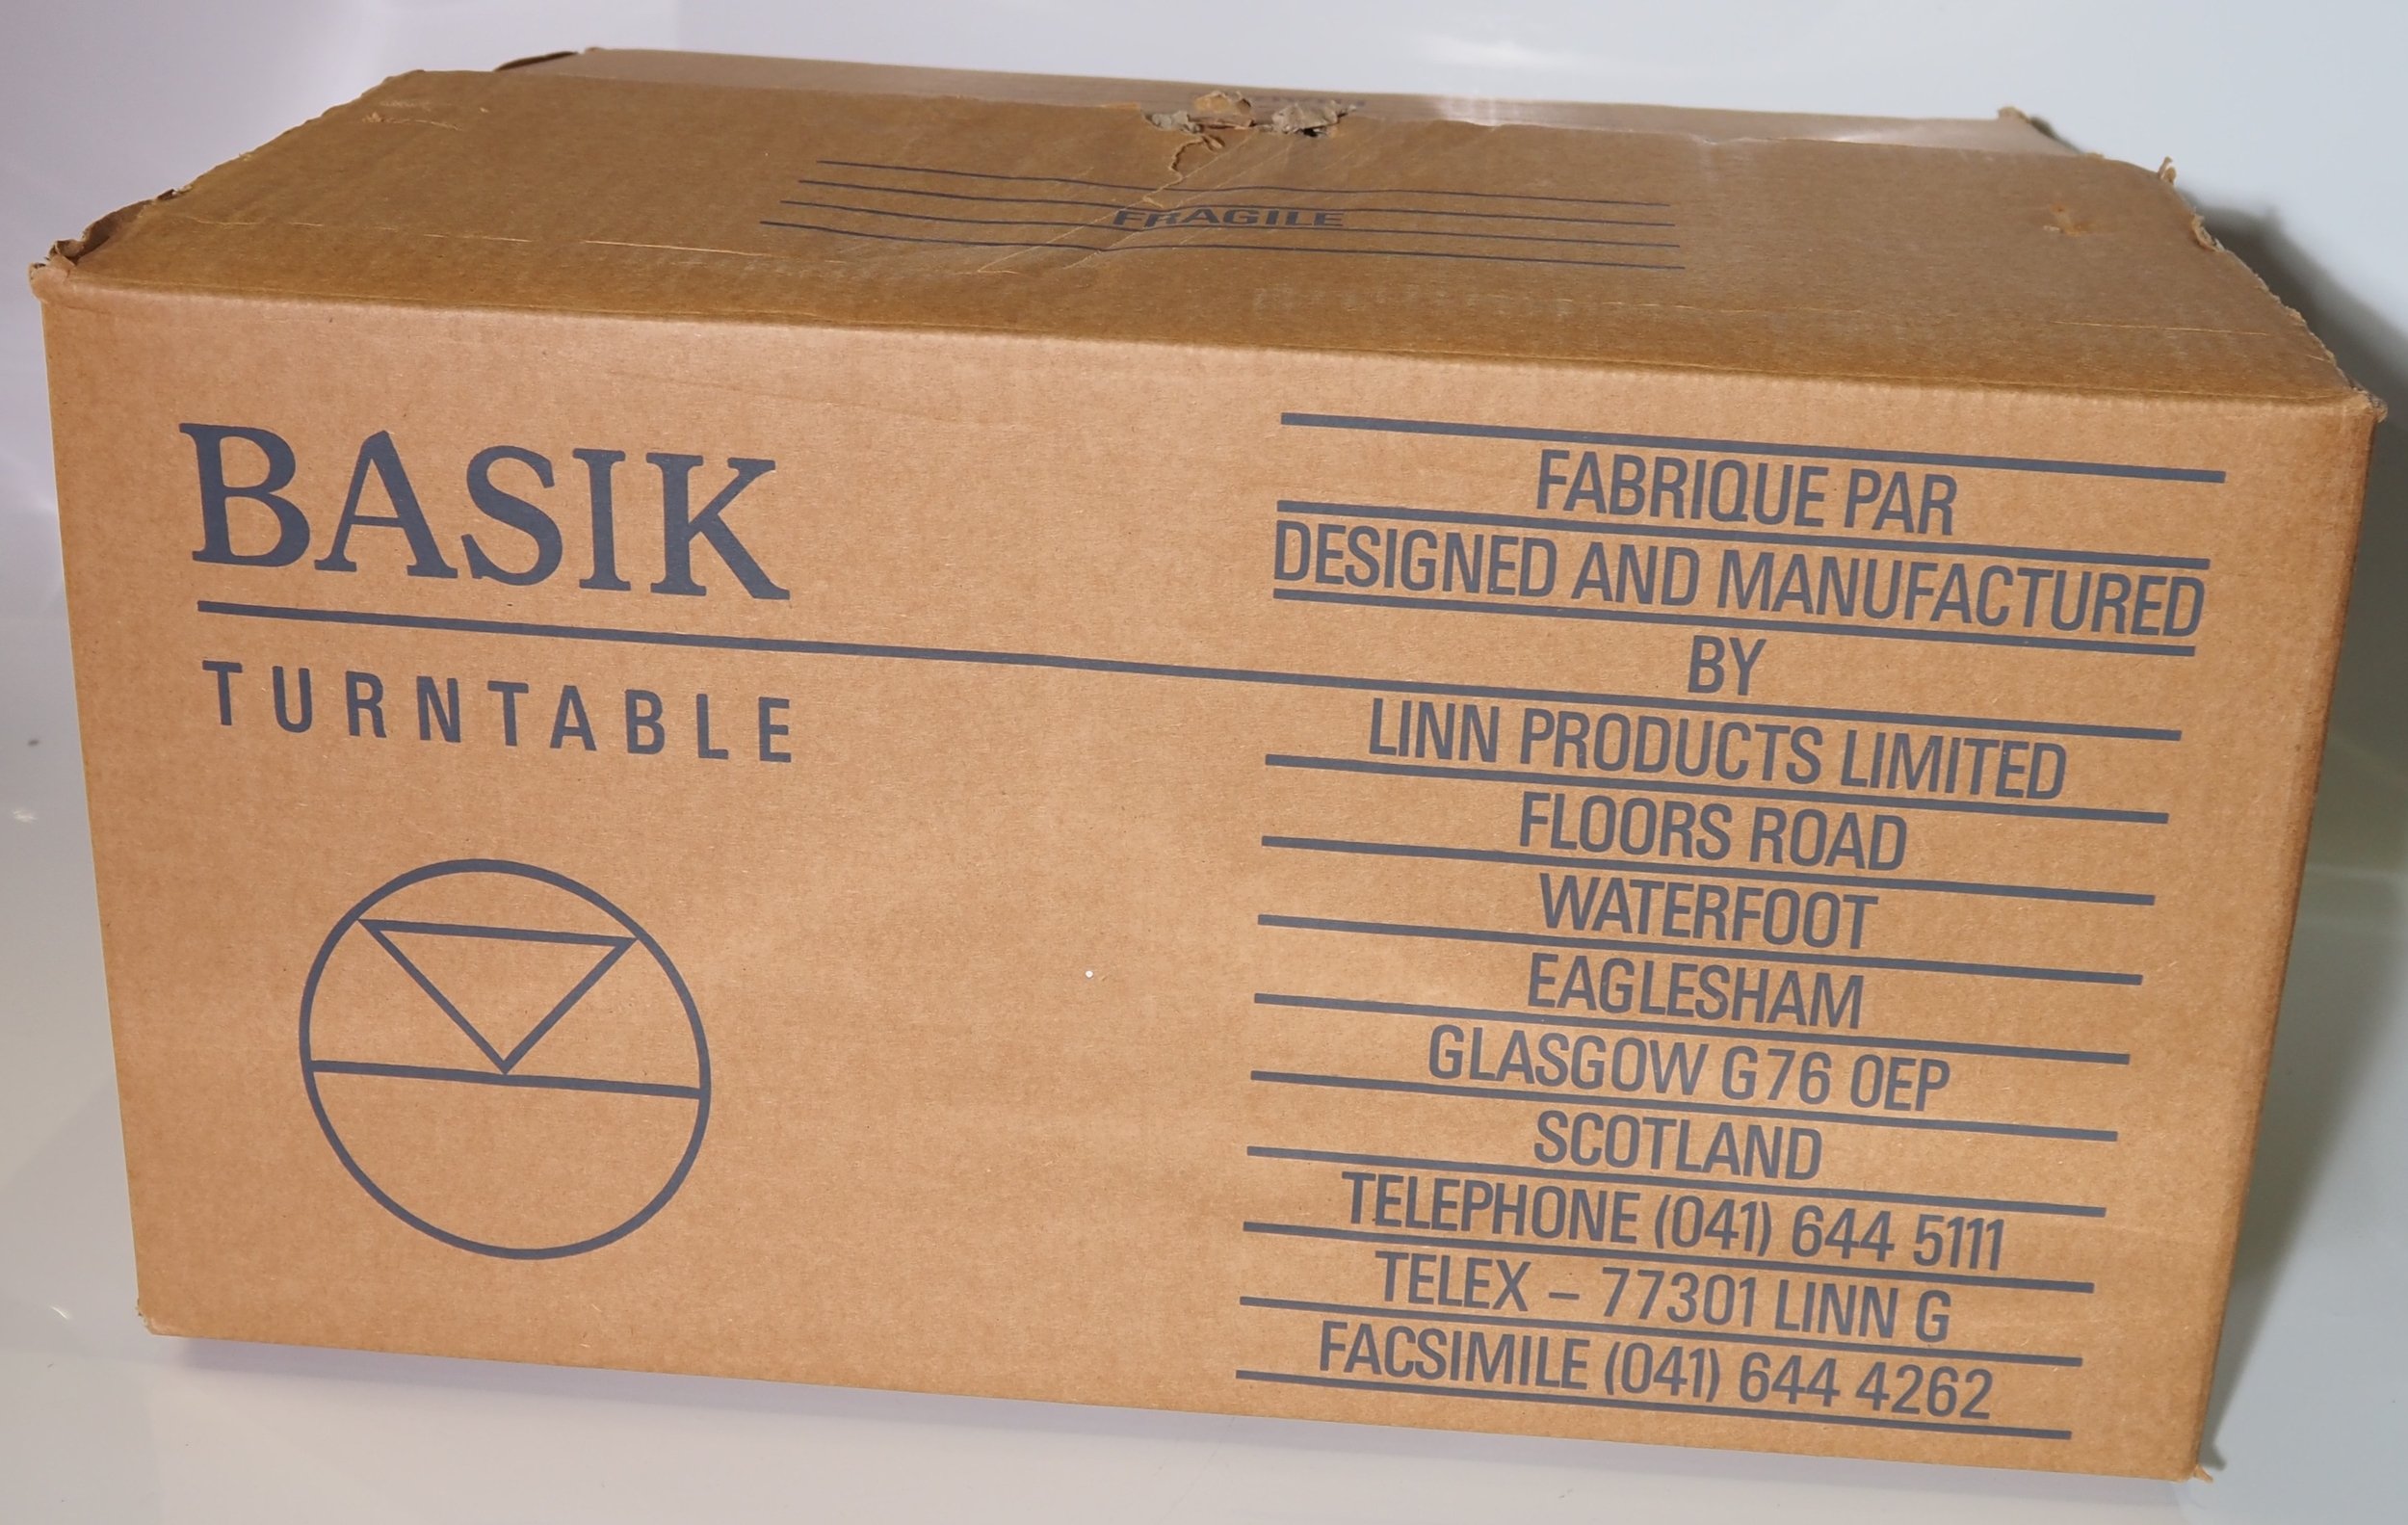 FRAGILE
BASIK
TURNTABLE
FABRIQUE PAR
DESIGNED AND MANUFACTURED
BY
LINN PRODUCTS LIMITED
FLOORS ROAD
WATERFOOT
EAGLESHAM
GLASGOW G76 0EP
SCOTLAND
TELEPHONE (041) 644 5111
TELEX – 77301 LINN G
FACSIMILE (041) 644 4262